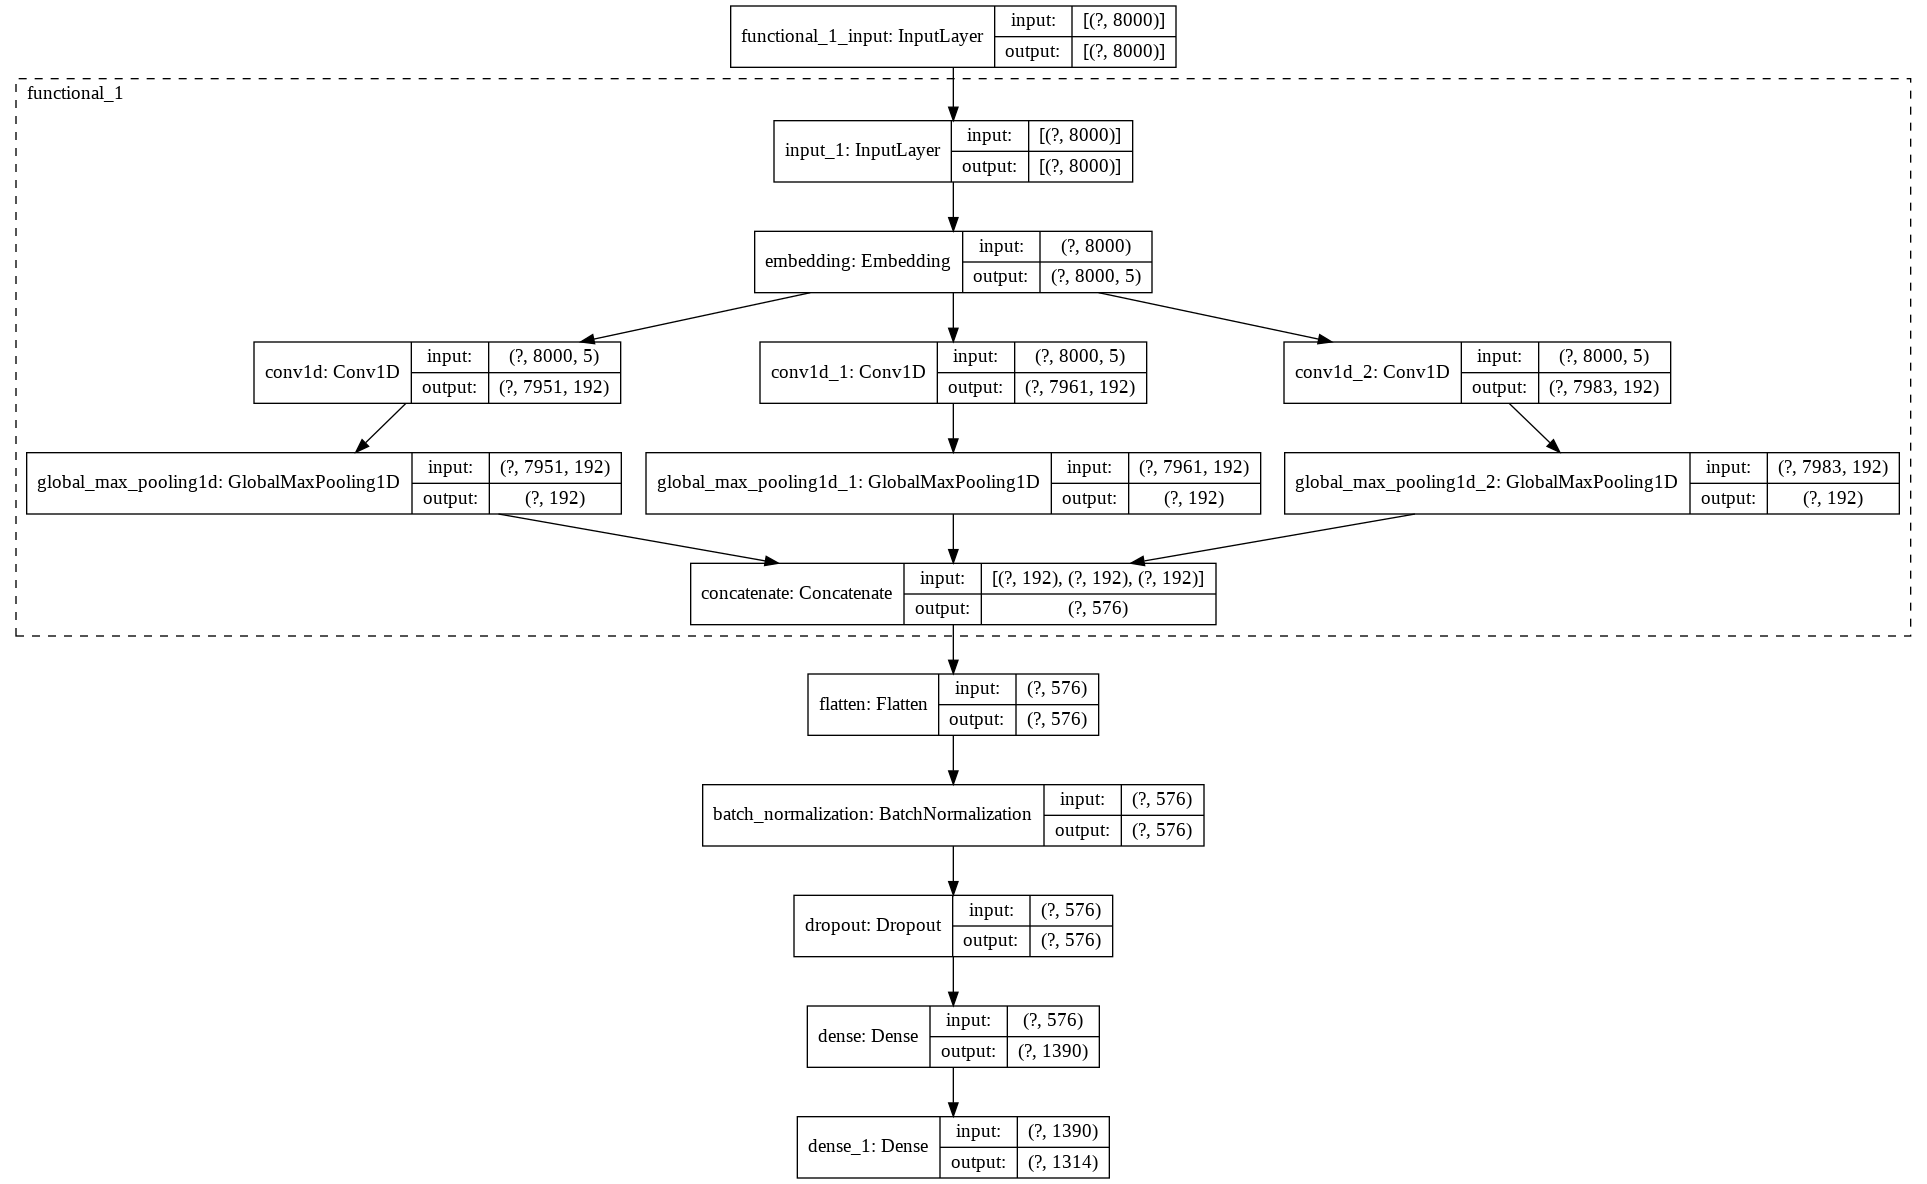 functional_1_input: InputLayer
input: [(?, 8000)]
output: [(?, 8000)]
functional_1
input_1: InputLayer
input: [(?, 8000)]
output: [(?, 8000)]
embedding: Embedding
input: (?, 8000)
output: (?, 8000, 5)
conv1d: Conv1D
input: (?, 8000, 5)
output: (?, 7951, 192)
conv1d_1: Conv1D
input: (?, 8000, 5)
output: (?, 7961, 192)
conv1d_2: Conv1D
input: (?, 8000, 5)
output: (?, 7983, 192)
global_max_pooling1d: GlobalMaxPooling1D
input: (?, 7951, 192)
output: (?, 192)
global_max_pooling1d_1: GlobalMaxPooling1D
input: (?, 7961, 192)
output: (?, 192)
global_max_pooling1d_2: GlobalMaxPooling1D
input: (?, 7983, 192)
output: (?, 192)
concatenate: Concatenate
input: [(?, 192), (?, 192), (?, 192)]
output: (?, 576)
flatten: Flatten
input: (?, 576)
output: (?, 576)
batch_normalization: BatchNormalization
input: (?, 576)
output: (?, 576)
dropout: Dropout
input: (?, 576)
output: (?, 576)
dense: Dense
input: (?, 576)
output: (?, 1390)
dense_1: Dense
input: (?, 1390)
output: (?, 1314)